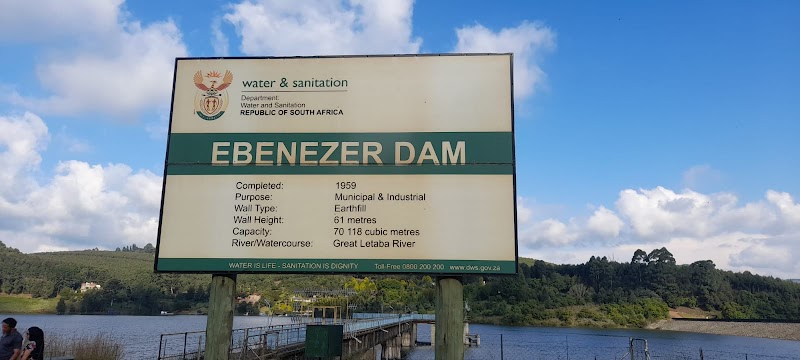 water & sanitation
Department:
Water and Sanitation
REPUBLIC OF SOUTH AFRICA
EBENEZER DAM
Completed: 1959
Purpose: Municipal & Industrial
Wall Type: Earthfill
Wall Height: 61 metres
Capacity: 70 118 cubic metres
River/Watercourse: Great Letaba River
WATER IS LIFE - SANITATION IS DIGNITY Toll-Free 0800 200 200 www.dws.gov.za